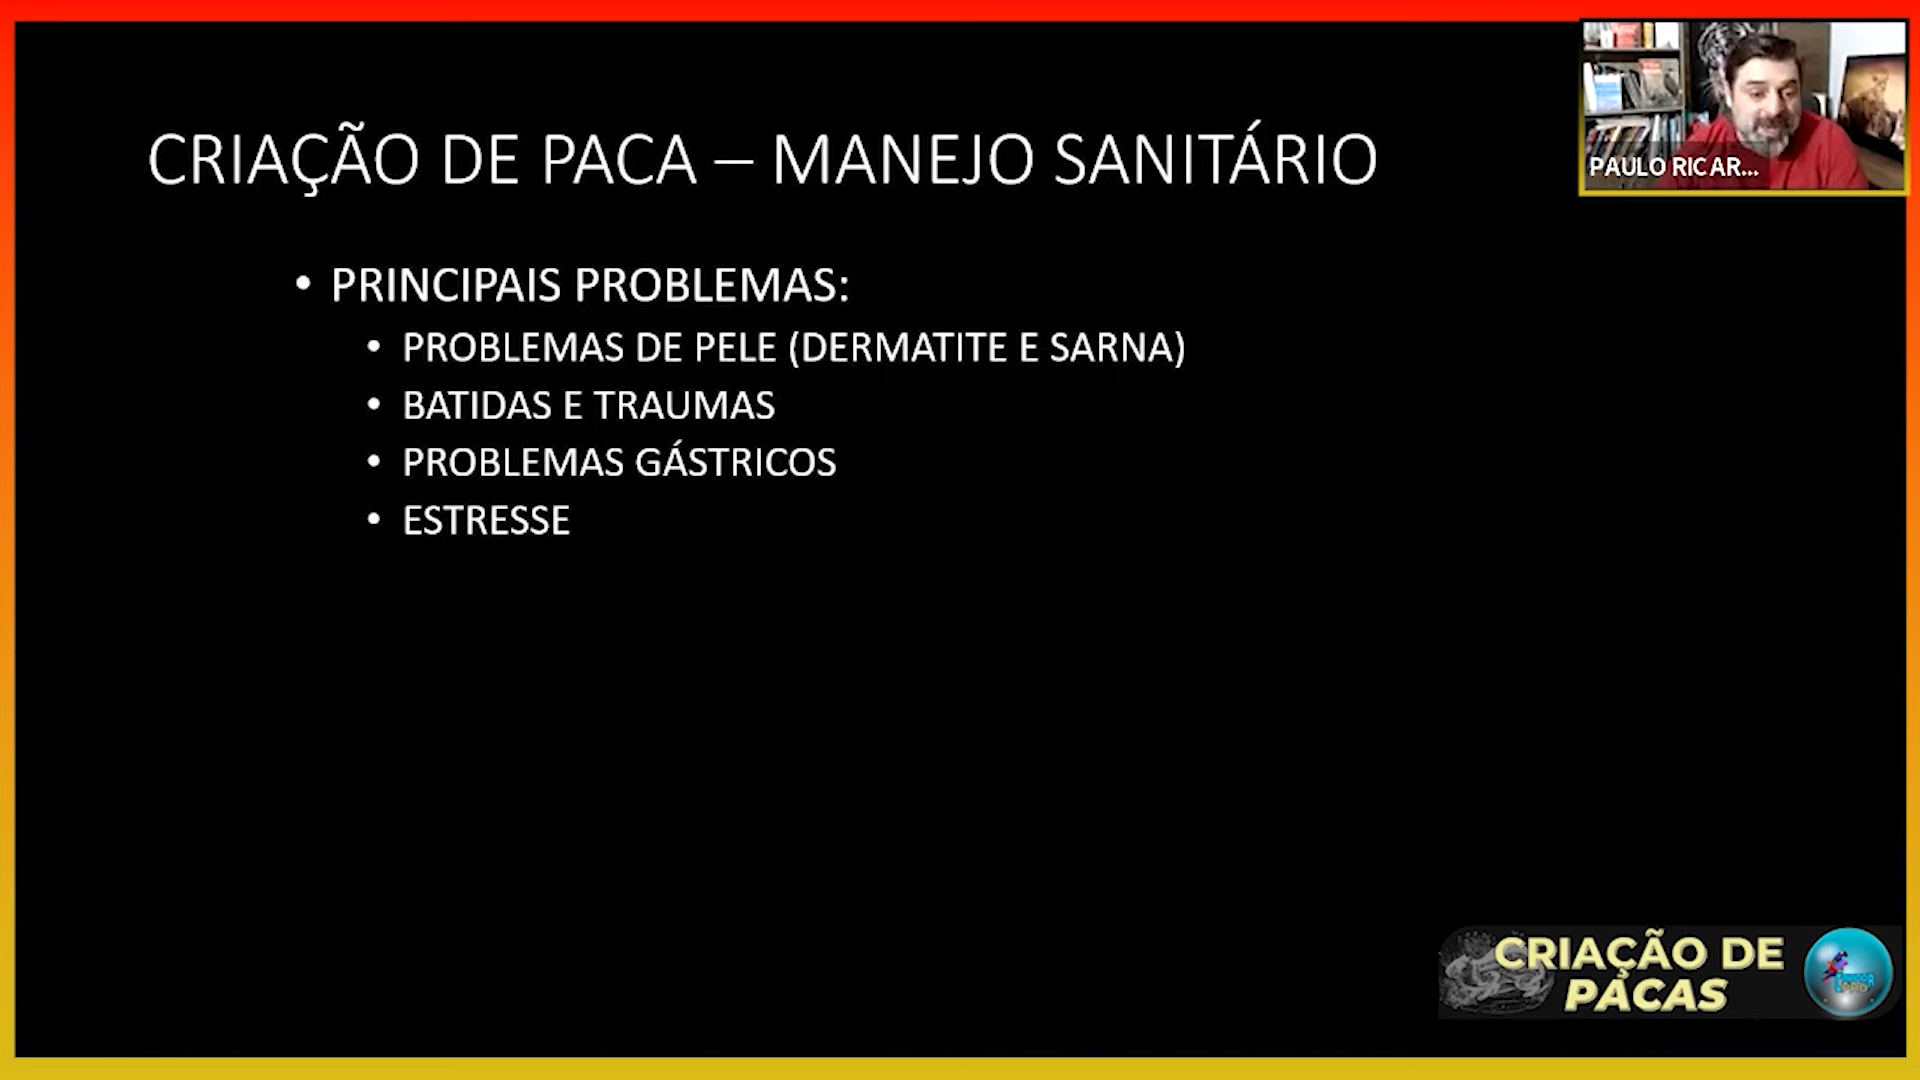 CRIAÇÃO DE PACA – MANEJO SANITÁRIO
PAULO RICAR...
• PRINCIPAIS PROBLEMAS:
• PROBLEMAS DE PELE (DERMATITE E SARNA)
• BATIDAS E TRAUMAS
• PROBLEMAS GÁSTRICOS
• ESTRESSE
CRIAÇÃO DE
PACAS